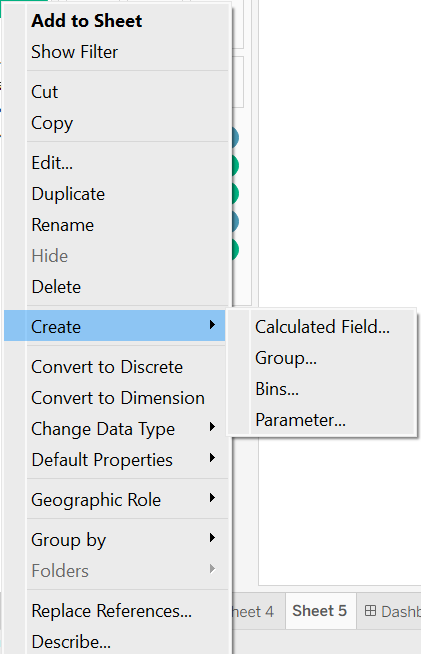 Add to Sheet
Show Filter
Cut
Copy
Edit...
Duplicate
Rename
Hide
Delete
Create
Calculated Field...
Group...
Bins...
Parameter...
Convert to Discrete
Convert to Dimension
Change Data Type
Default Properties
Geographic Role
Group by
Folders
Replace References...
Describe...
heet 4 Sheet 5 Dashb